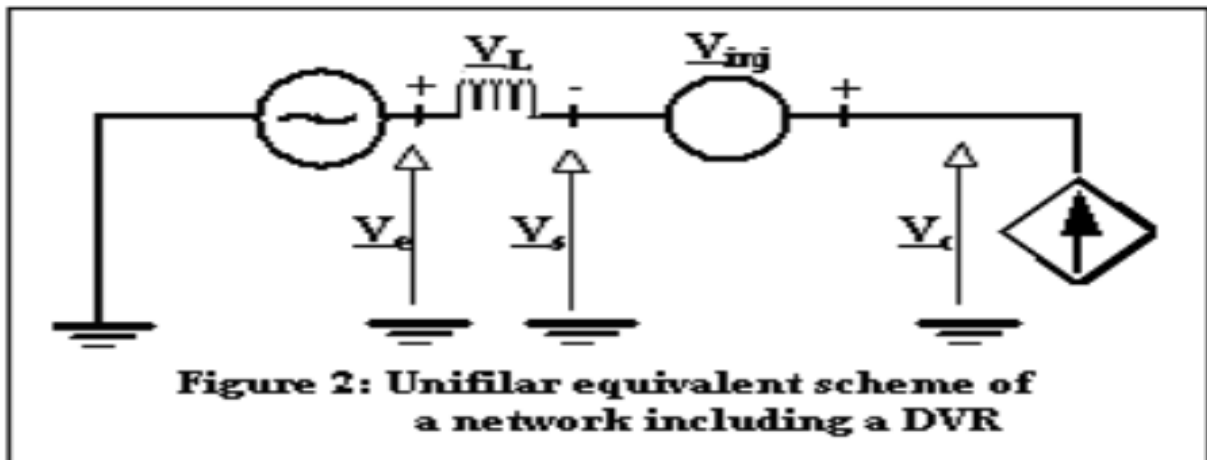 V_L
V_inj
+
-
+
V_e
V_s
V_c
Figure 2: Unifilar equivalent scheme of
a network including a DVR